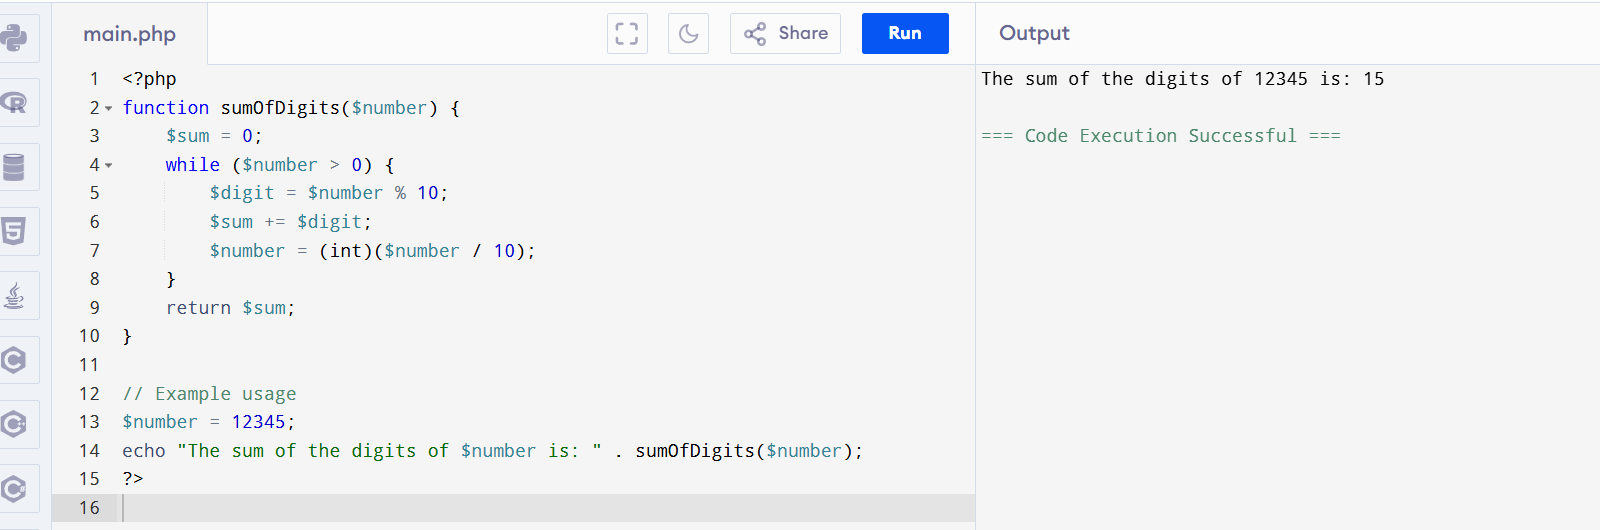 main.php
Share
Run
Output
1 <?php
2 function sumOfDigits($number) {
3     $sum = 0;
4     while ($number > 0) {
5         $digit = $number % 10;
6         $sum += $digit;
7         $number = (int)($number / 10);
8     }
9     return $sum;
10 }
11
12 // Example usage
13 $number = 12345;
14 echo "The sum of the digits of $number is: " . sumOfDigits($number);
15 ?>
16
The sum of the digits of 12345 is: 15
=== Code Execution Successful ===